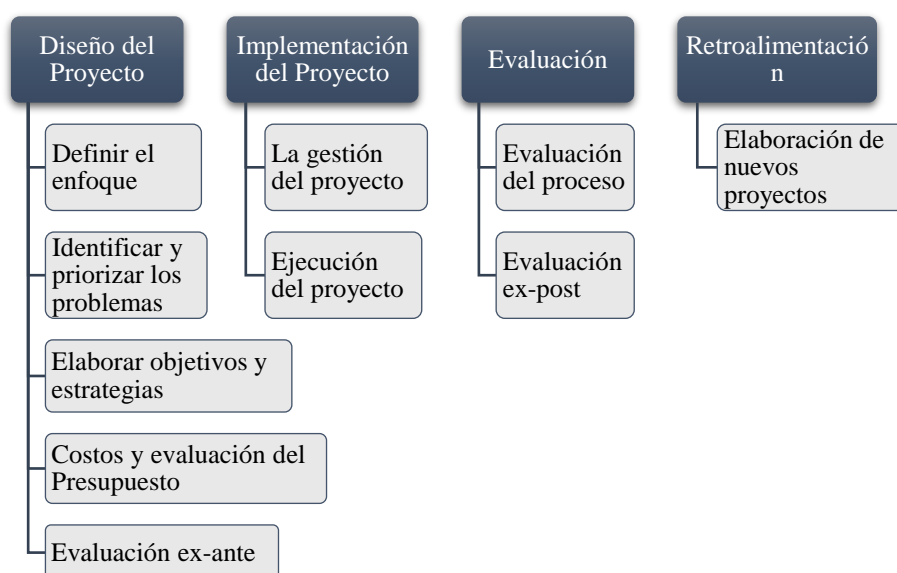 Diseño del
Proyecto
Definir el
enfoque
Identificar y
priorizar los
problemas
Elaborar objetivos y
estrategias
Costos y evaluación del
Presupuesto
Evaluación ex-ante
Implementación
del Proyecto
La gestión
del proyecto
Ejecución
del proyecto
Evaluación
Evaluación
del proceso
Evaluación
ex-post
Retroalimentació
n
Elaboración de
nuevos
proyectos